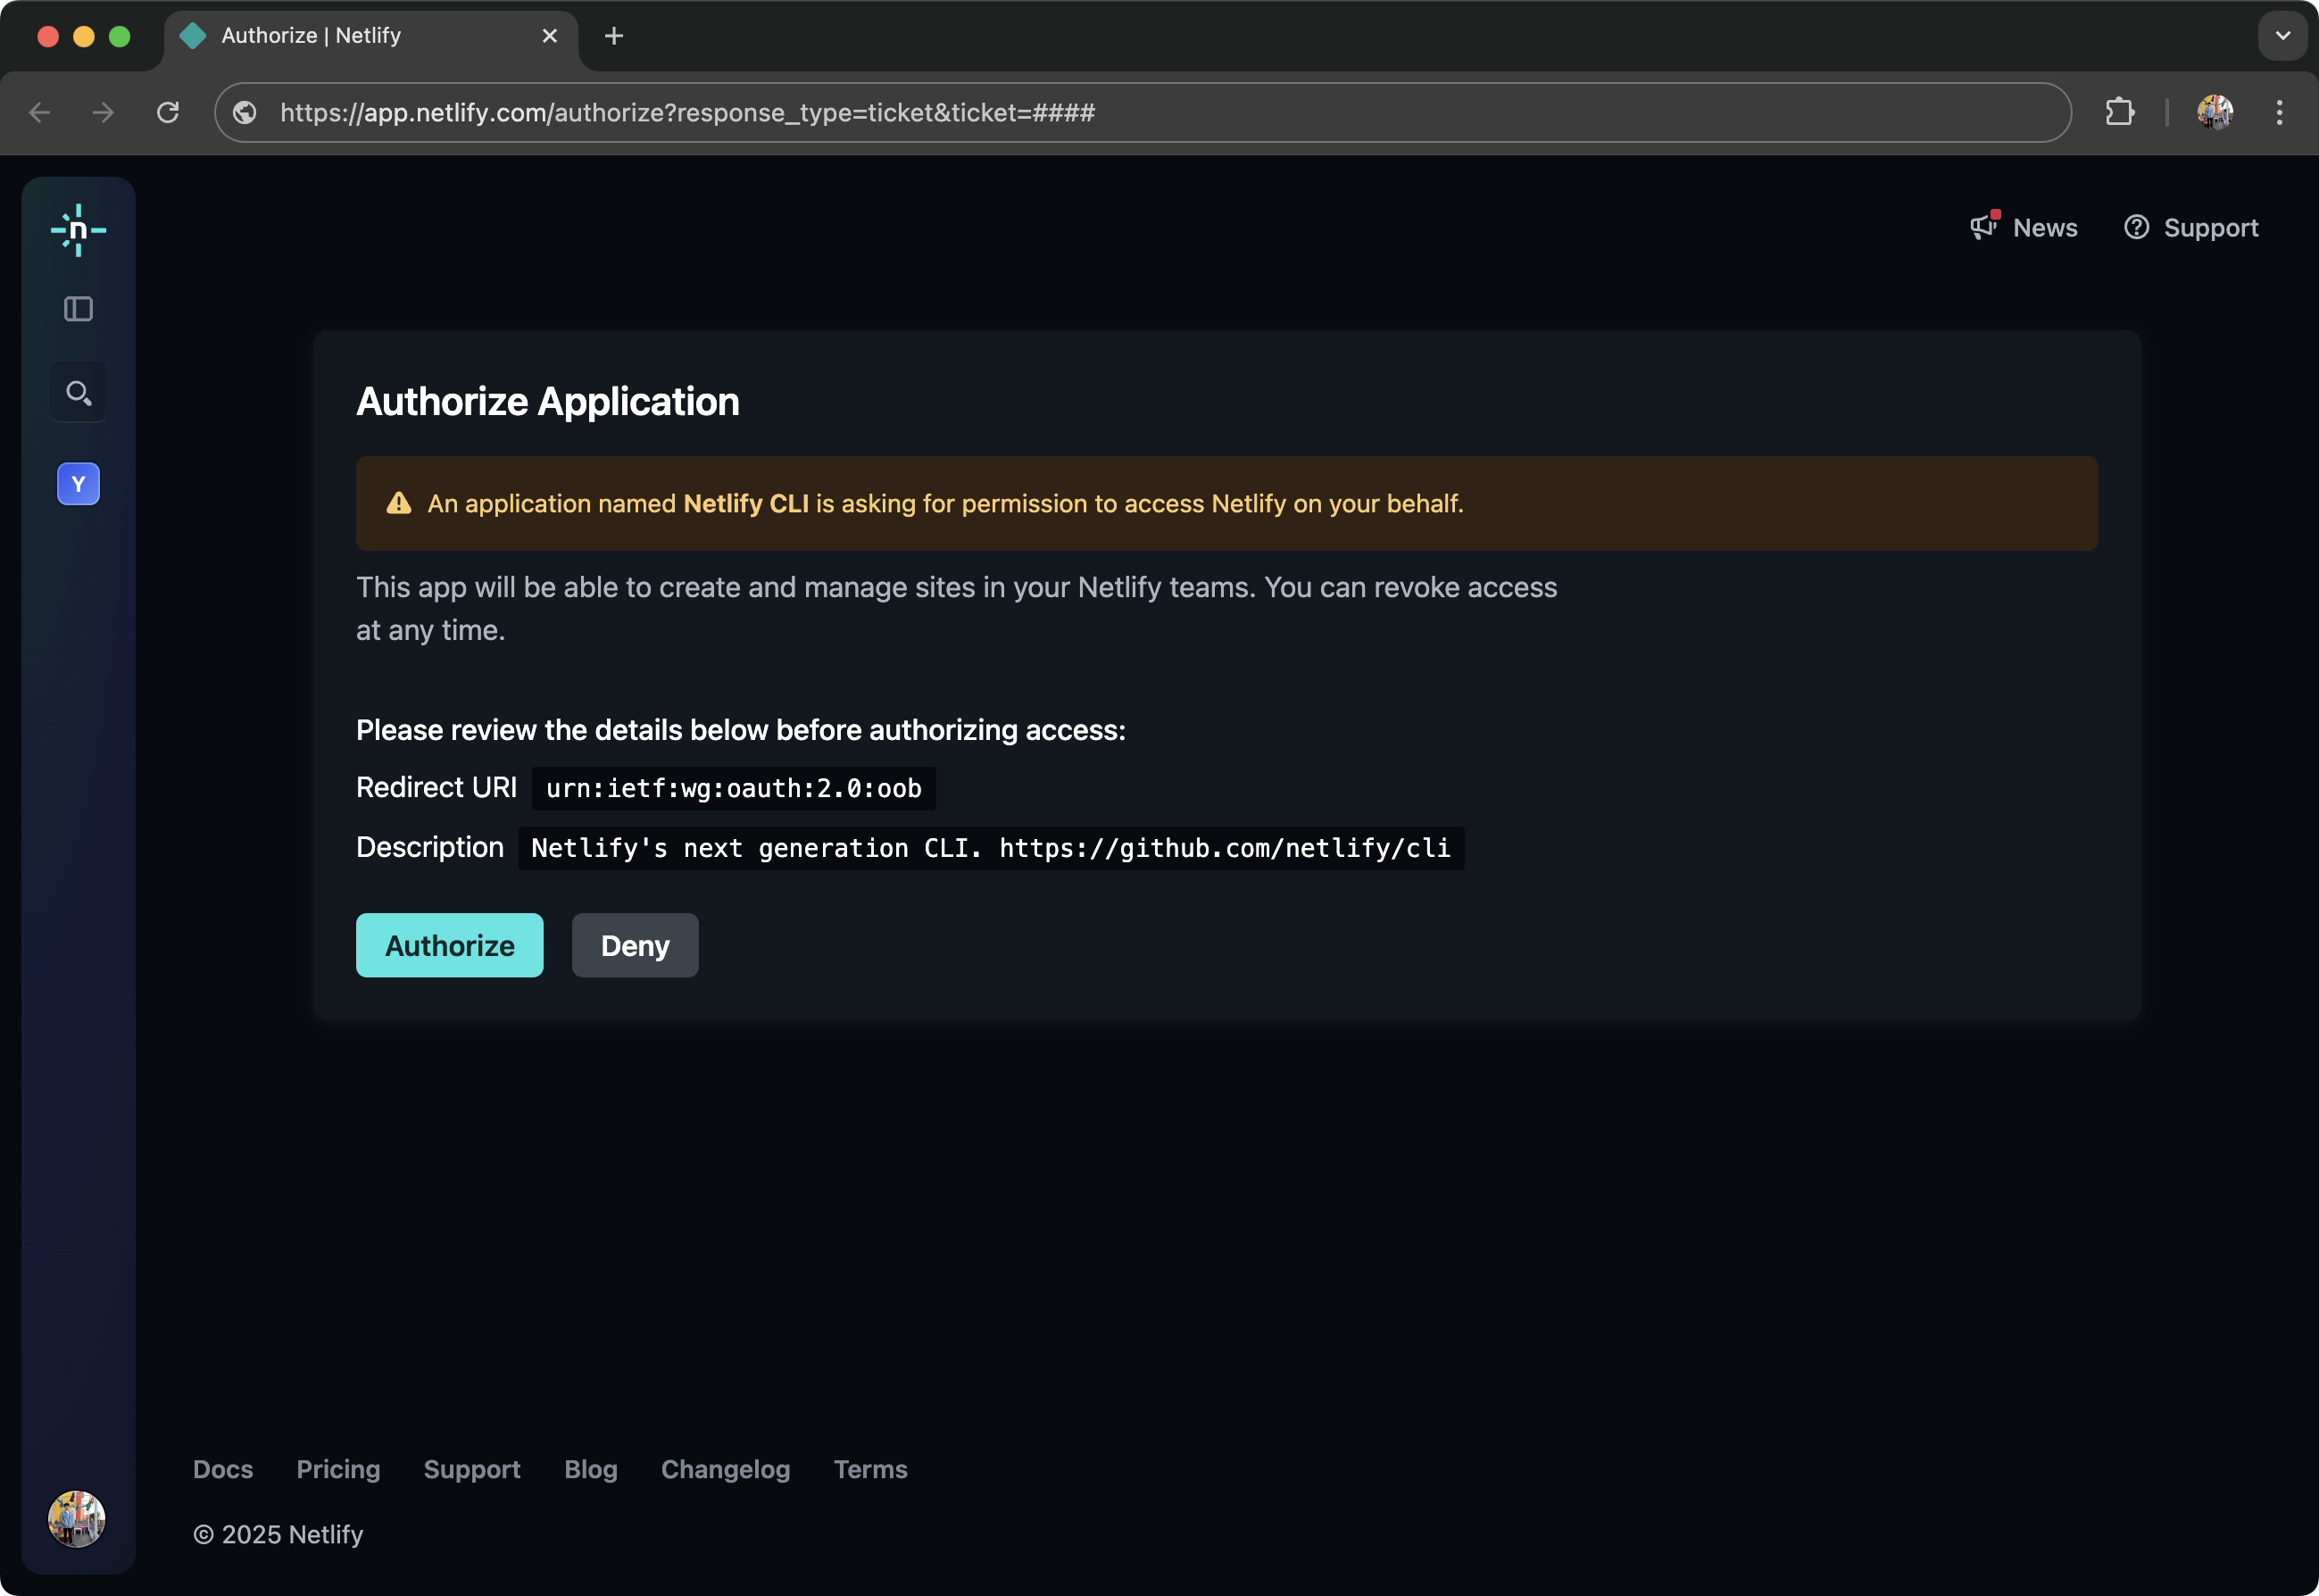 Authorize | Netlify
https://app.netlify.com/authorize?response_type=ticket&ticket=####
n
News
Support
Y
Authorize Application
An application named Netlify CLI is asking for permission to access Netlify on your behalf.
This app will be able to create and manage sites in your Netlify teams. You can revoke access
at any time.
Please review the details below before authorizing access:
Redirect URI urn:ietf:wg:oauth:2.0:oob
Description Netlify's next generation CLI. https://github.com/netlify/cli
Authorize Deny
Docs Pricing Support Blog Changelog Terms
© 2025 Netlify